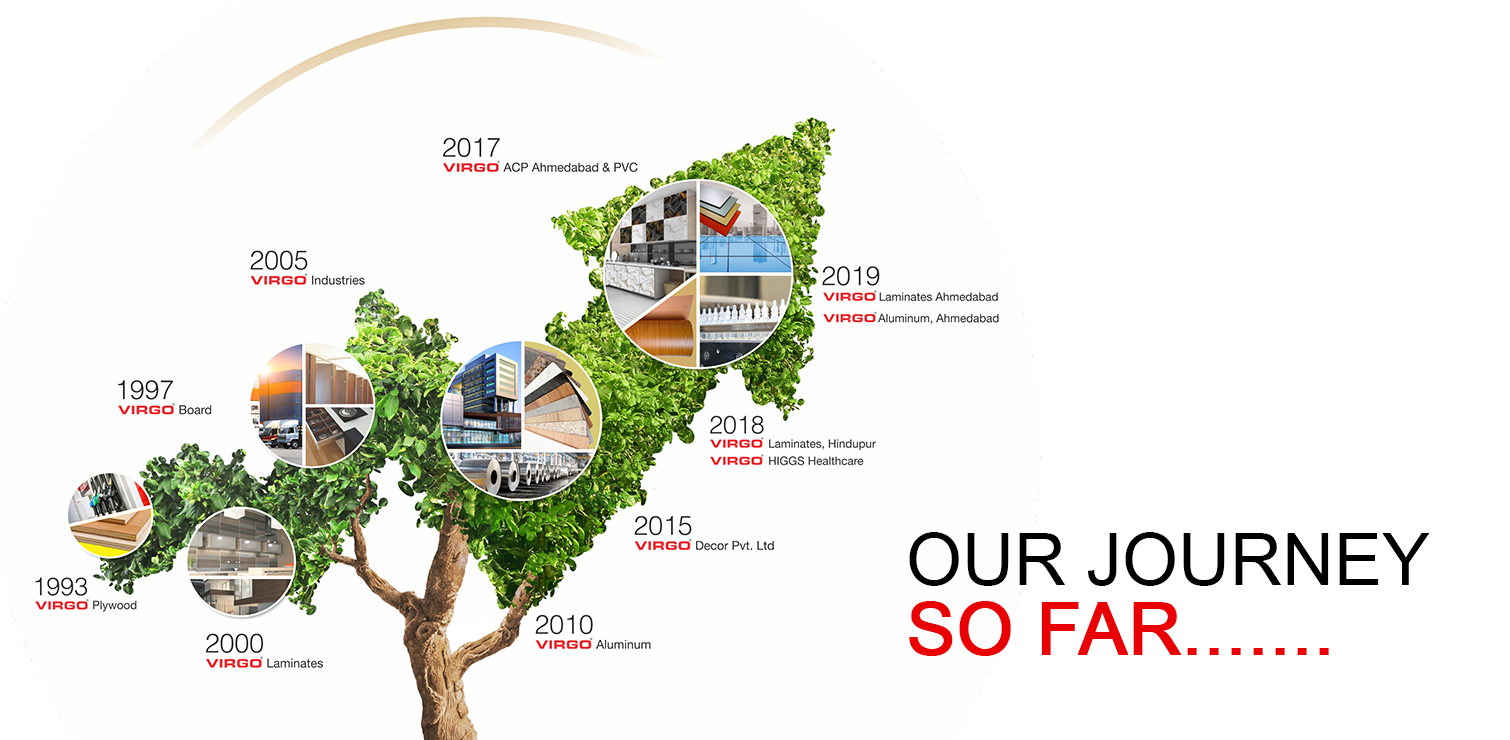 2017
VIRGO® ACP Ahmedabad & PVC
2005
VIRGO® Industries
2019
VIRGO® Laminates Ahmedabad
VIRGO® Aluminum, Ahmedabad
1997
VIRGO® Board
2018
VIRGO® Laminates, Hindupur
VIRGO® HIGGS Healthcare
2015
VIRGO® Decor Pvt. Ltd
1993
VIRGO® Plywood
2010
VIRGO® Aluminum
2000
VIRGO® Laminates
OUR JOURNEY
SO FAR.......